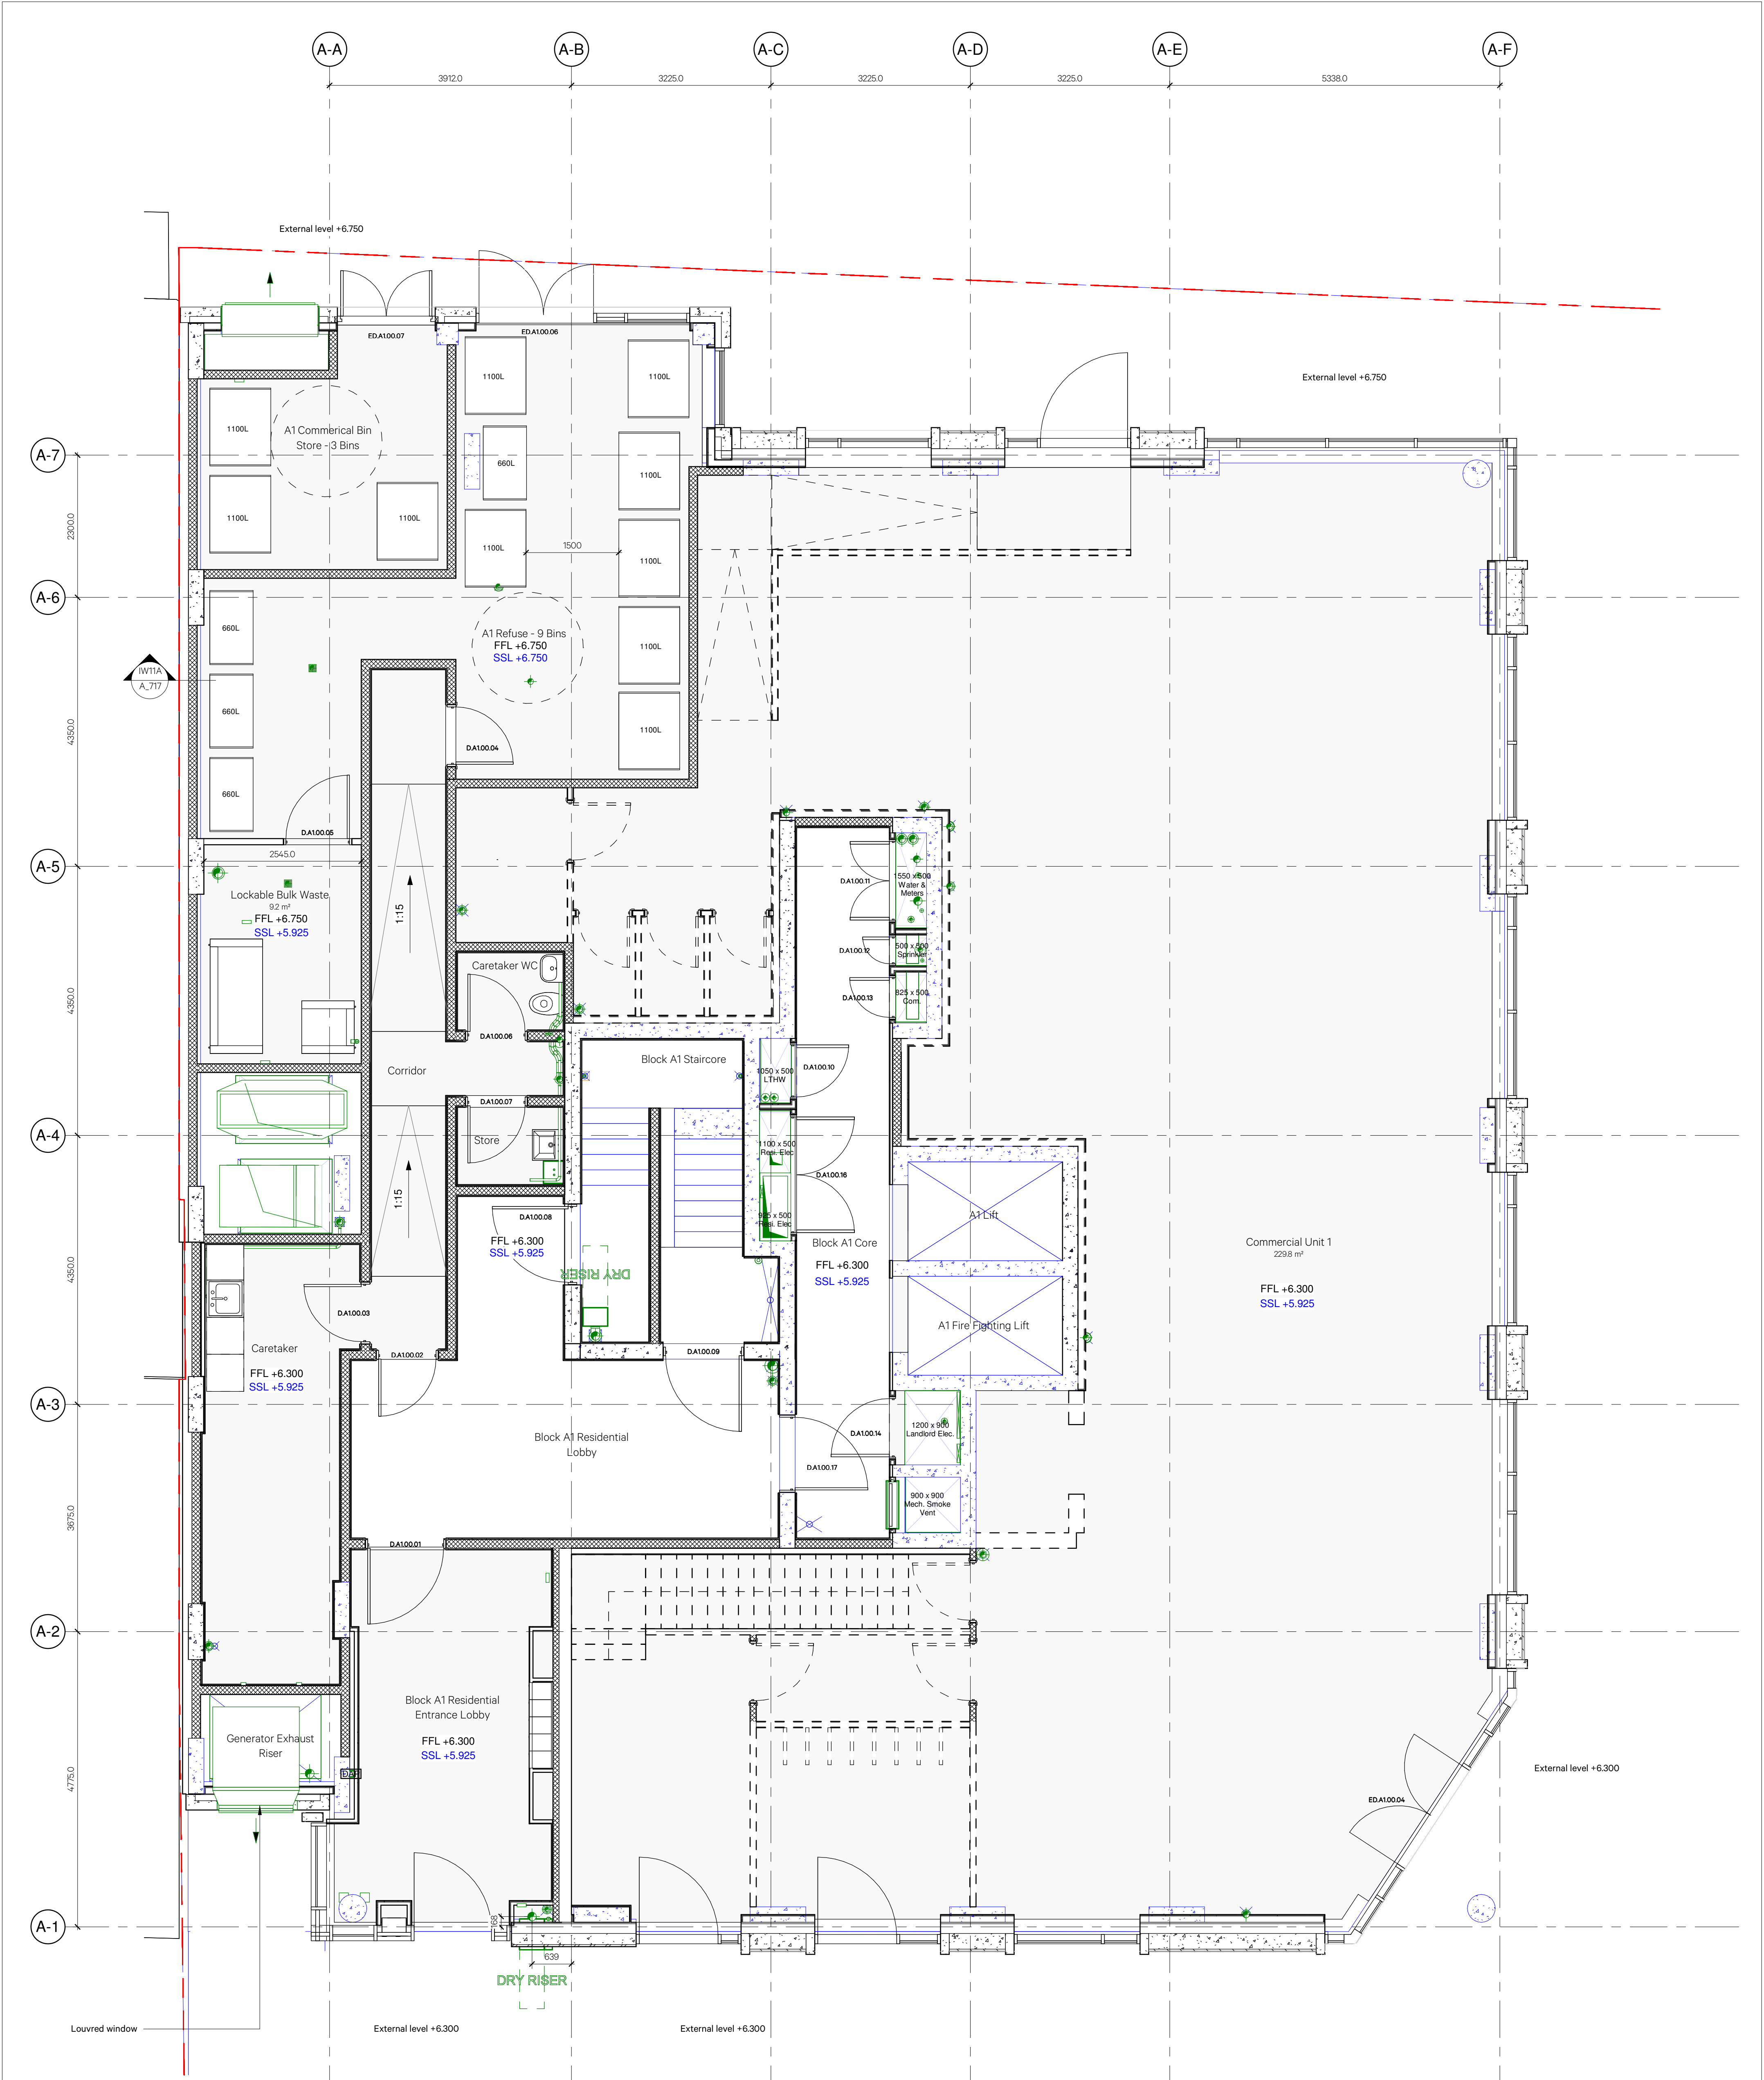 A-A
A-B
A-C
A-D
A-E
A-F
3912.0
3225.0
3225.0
3225.0
5338.0
External level +6.750
ED.A1.00.07
ED.A1.00.06
1100L
1100L
External level +6.750
1100L
A1 Commerical Bin
Store - 3 Bins
A-7
660L
1100L
1100L
1100L
2300.0
1100L
1500
1100L
A-6
660L
A1 Refuse - 9 Bins
FFL +6.750
SSL +6.750
1100L
IW11A
A_717
660L
4350.0
1100L
D.A1.00.04
660L
D.A1.00.05
2545.0
A-5
Lockable Bulk Waste
9.2 m²
FFL +6.750
SSL +5.925
1:15
D.A1.00.11
1550 x 500
Water &
Meters
D.A1.00.12
500 x 500
Sprinkler
Caretaker WC
D.A1.00.13
825 x 500
Com.
4350.0
D.A1.00.06
Corridor
Block A1 Staircore
1050 x 500
LTHW
D.A1.00.10
D.A1.00.07
A-4
Store
1100 x 500
Resi. Elec
D.A1.00.16
1:15
D.A1.00.08
925 x 500
Resi. Elec
A1 Lift
FFL +6.300
SSL +5.925
Block A1 Core
FFL +6.300
SSL +5.925
Commercial Unit 1
229.8 m²
FFL +6.300
SSL +5.925
4350.0
DRY RISER
D.A1.00.03
A1 Fire Fighting Lift
Caretaker
FFL +6.300
SSL +5.925
D.A1.00.02
D.A1.00.09
A-3
Block A1 Residential
Lobby
D.A1.00.14
1200 x 900
Landlord Elec.
D.A1.00.17
900 x 900
Mech. Smoke
Vent
3675.0
D.A1.00.01
A-2
Block A1 Residential
Entrance Lobby
FFL +6.300
SSL +5.925
Generator Exhaust
Riser
4775.0
External level +6.300
ED.A1.00.04
A-1
168
639
DRY RISER
Louvred window
External level +6.300
External level +6.300